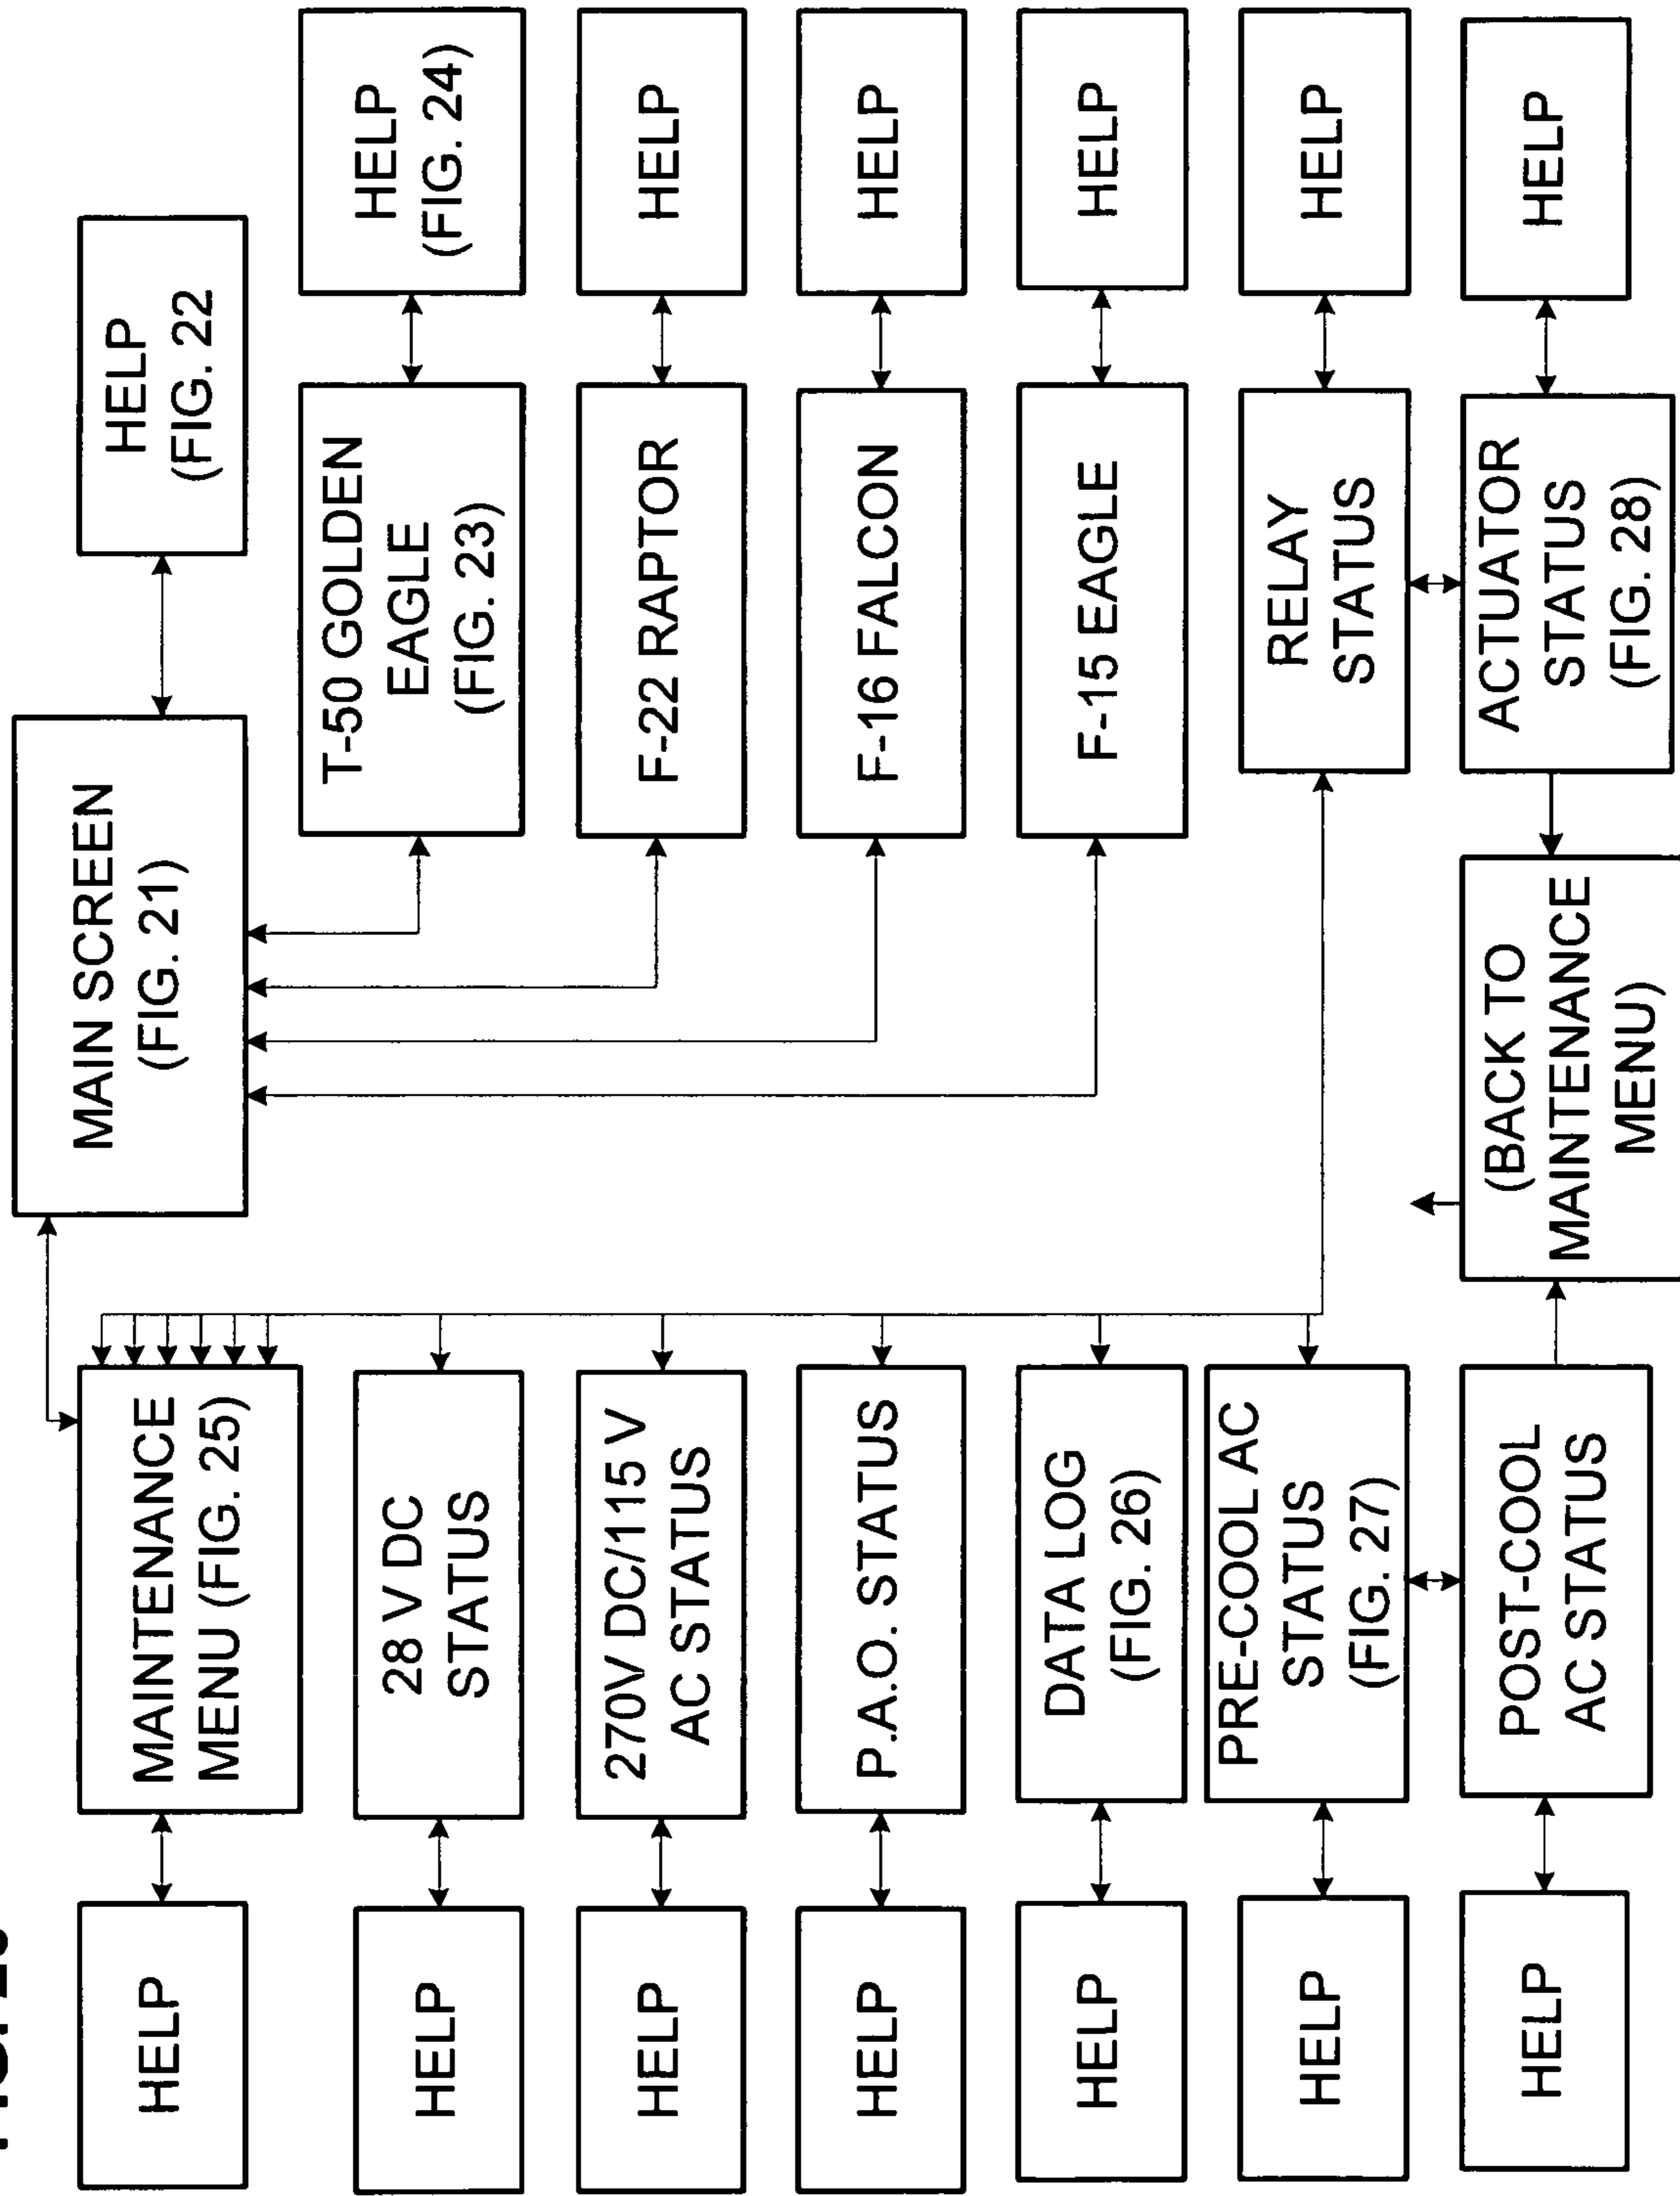 HELP
MAINTENANCE
MENU (FIG. 25)
MAIN SCREEN
(FIG. 21)
HELP
(FIG. 22
HELP
28 V DC
STATUS
T-50 GOLDEN
EAGLE
(FIG. 23)
HELP
(FIG. 24)
HELP
270V DC/115 V
AC STATUS
F-22 RAPTOR
HELP
HELP
P.A.O. STATUS
F-16 FALCON
HELP
HELP
DATA LOG
(FIG. 26)
F-15 EAGLE
HELP
HELP
PRE-COOL AC
STATUS
(FIG. 27)
RELAY
STATUS
HELP
HELP
POST-COOL
AC STATUS
(BACK TO
MAINTENANCE
MENU)
ACTUATOR
STATUS
(FIG. 28)
HELP